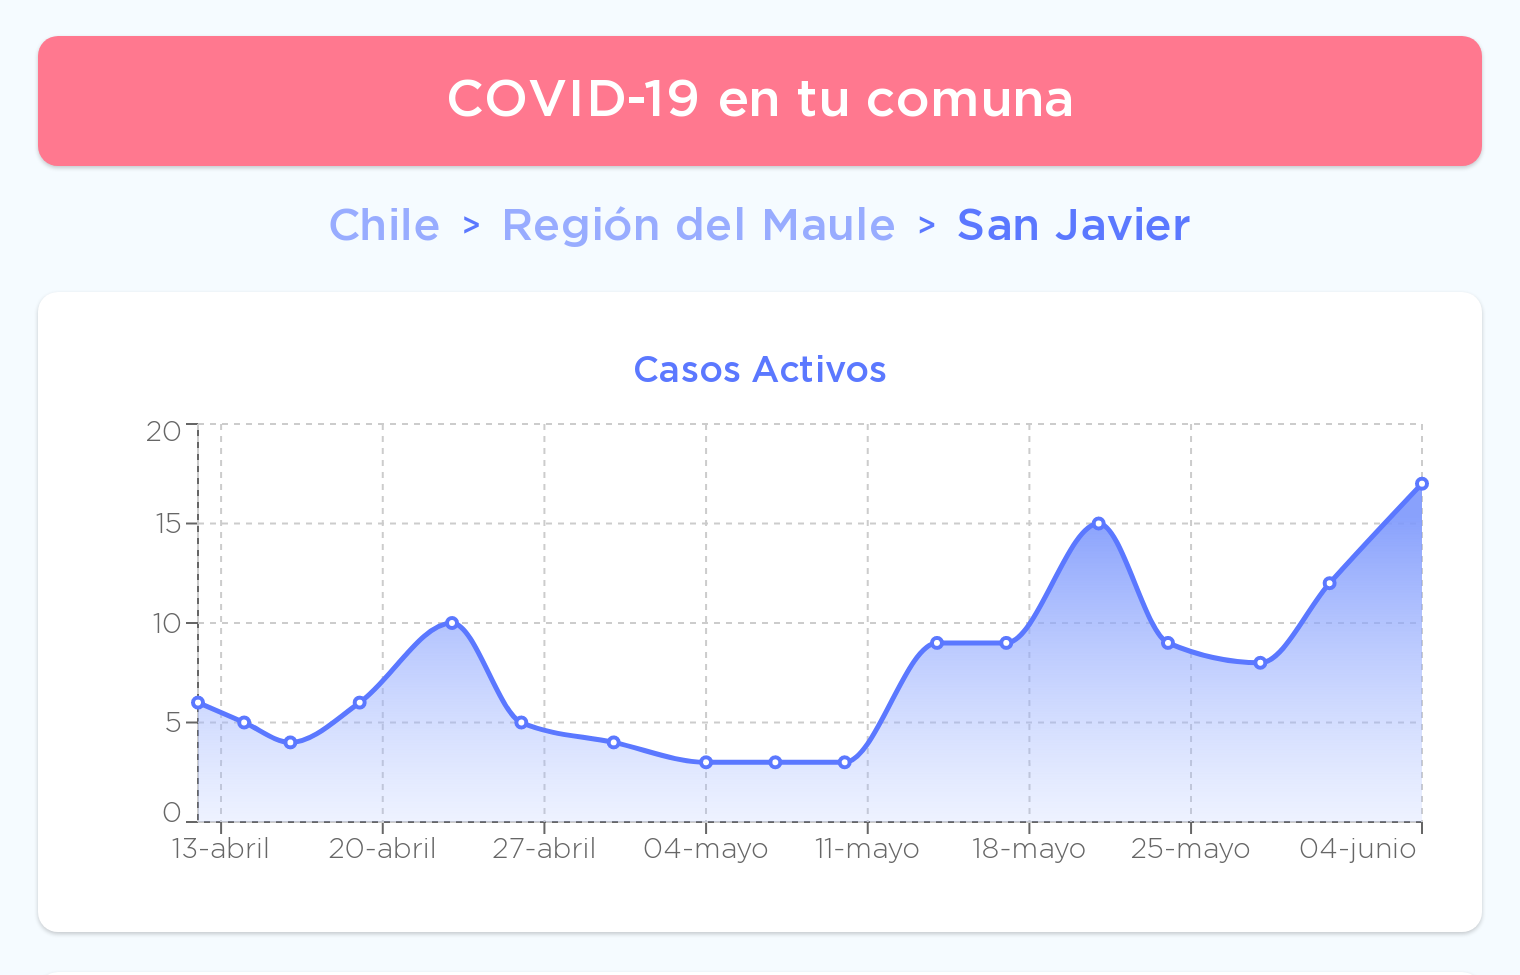 COVID-19 en tu comuna
Chile > Región del Maule > San Javier
Casos Activos
20
15
10
5
0
13-abril 20-abril 27-abril 04-mayo 11-mayo 18-mayo 25-mayo 04-junio